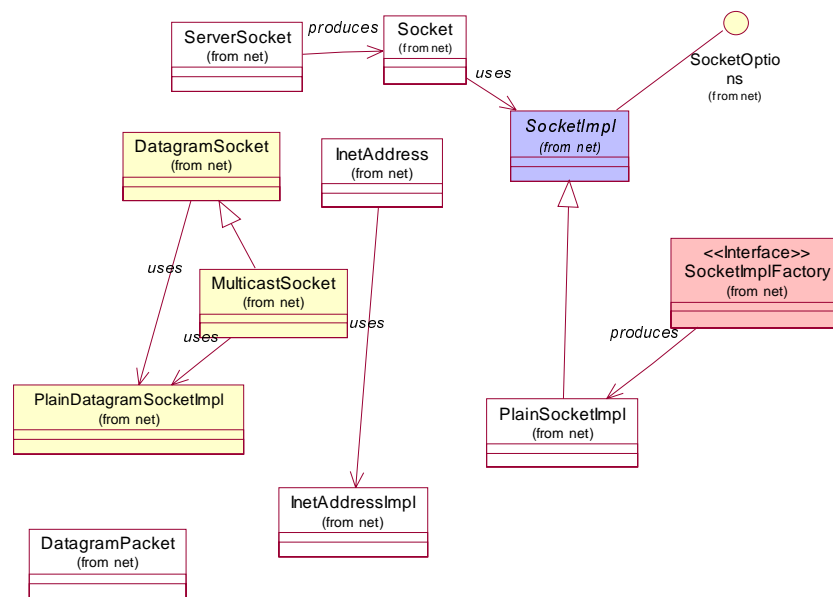 ServerSocket
(from net)
produces
Socket
(from net)
uses
SocketOptio
ns
(from net)
SocketImpl
(from net)
DatagramSocket
(from net)
InetAddress
(from net)
uses
MulticastSocket
(from net)
uses
uses
<<Interface>>
SocketImplFactory
(from net)
produces
PlainDatagramSocketImpl
(from net)
PlainSocketImpl
(from net)
InetAddressImpl
(from net)
DatagramPacket
(from net)